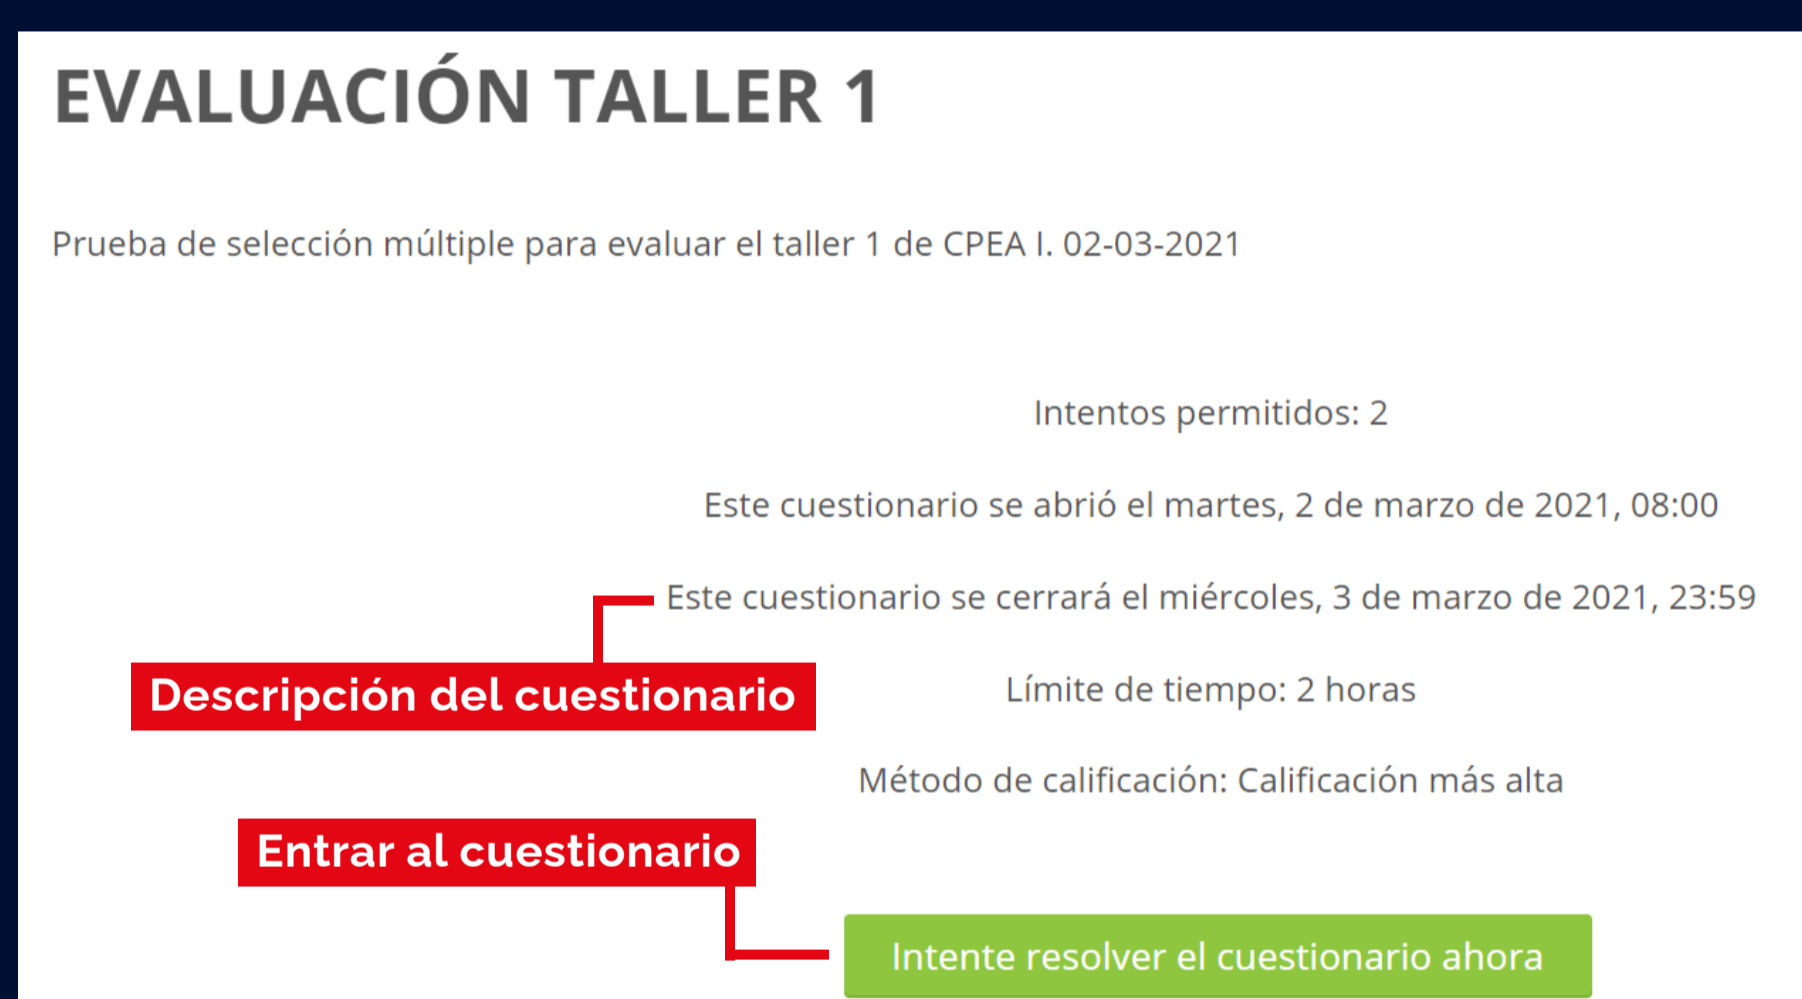 EVALUACIÓN TALLER 1
Prueba de selección múltiple para evaluar el taller 1 de CPEA I. 02-03-2021
Intentos permitidos: 2
Este cuestionario se abrió el martes, 2 de marzo de 2021, 08:00
Este cuestionario se cerrará el miércoles, 3 de marzo de 2021, 23:59
Descripción del cuestionario
Límite de tiempo: 2 horas
Método de calificación: Calificación más alta
Entrar al cuestionario
Intente resolver el cuestionario ahora